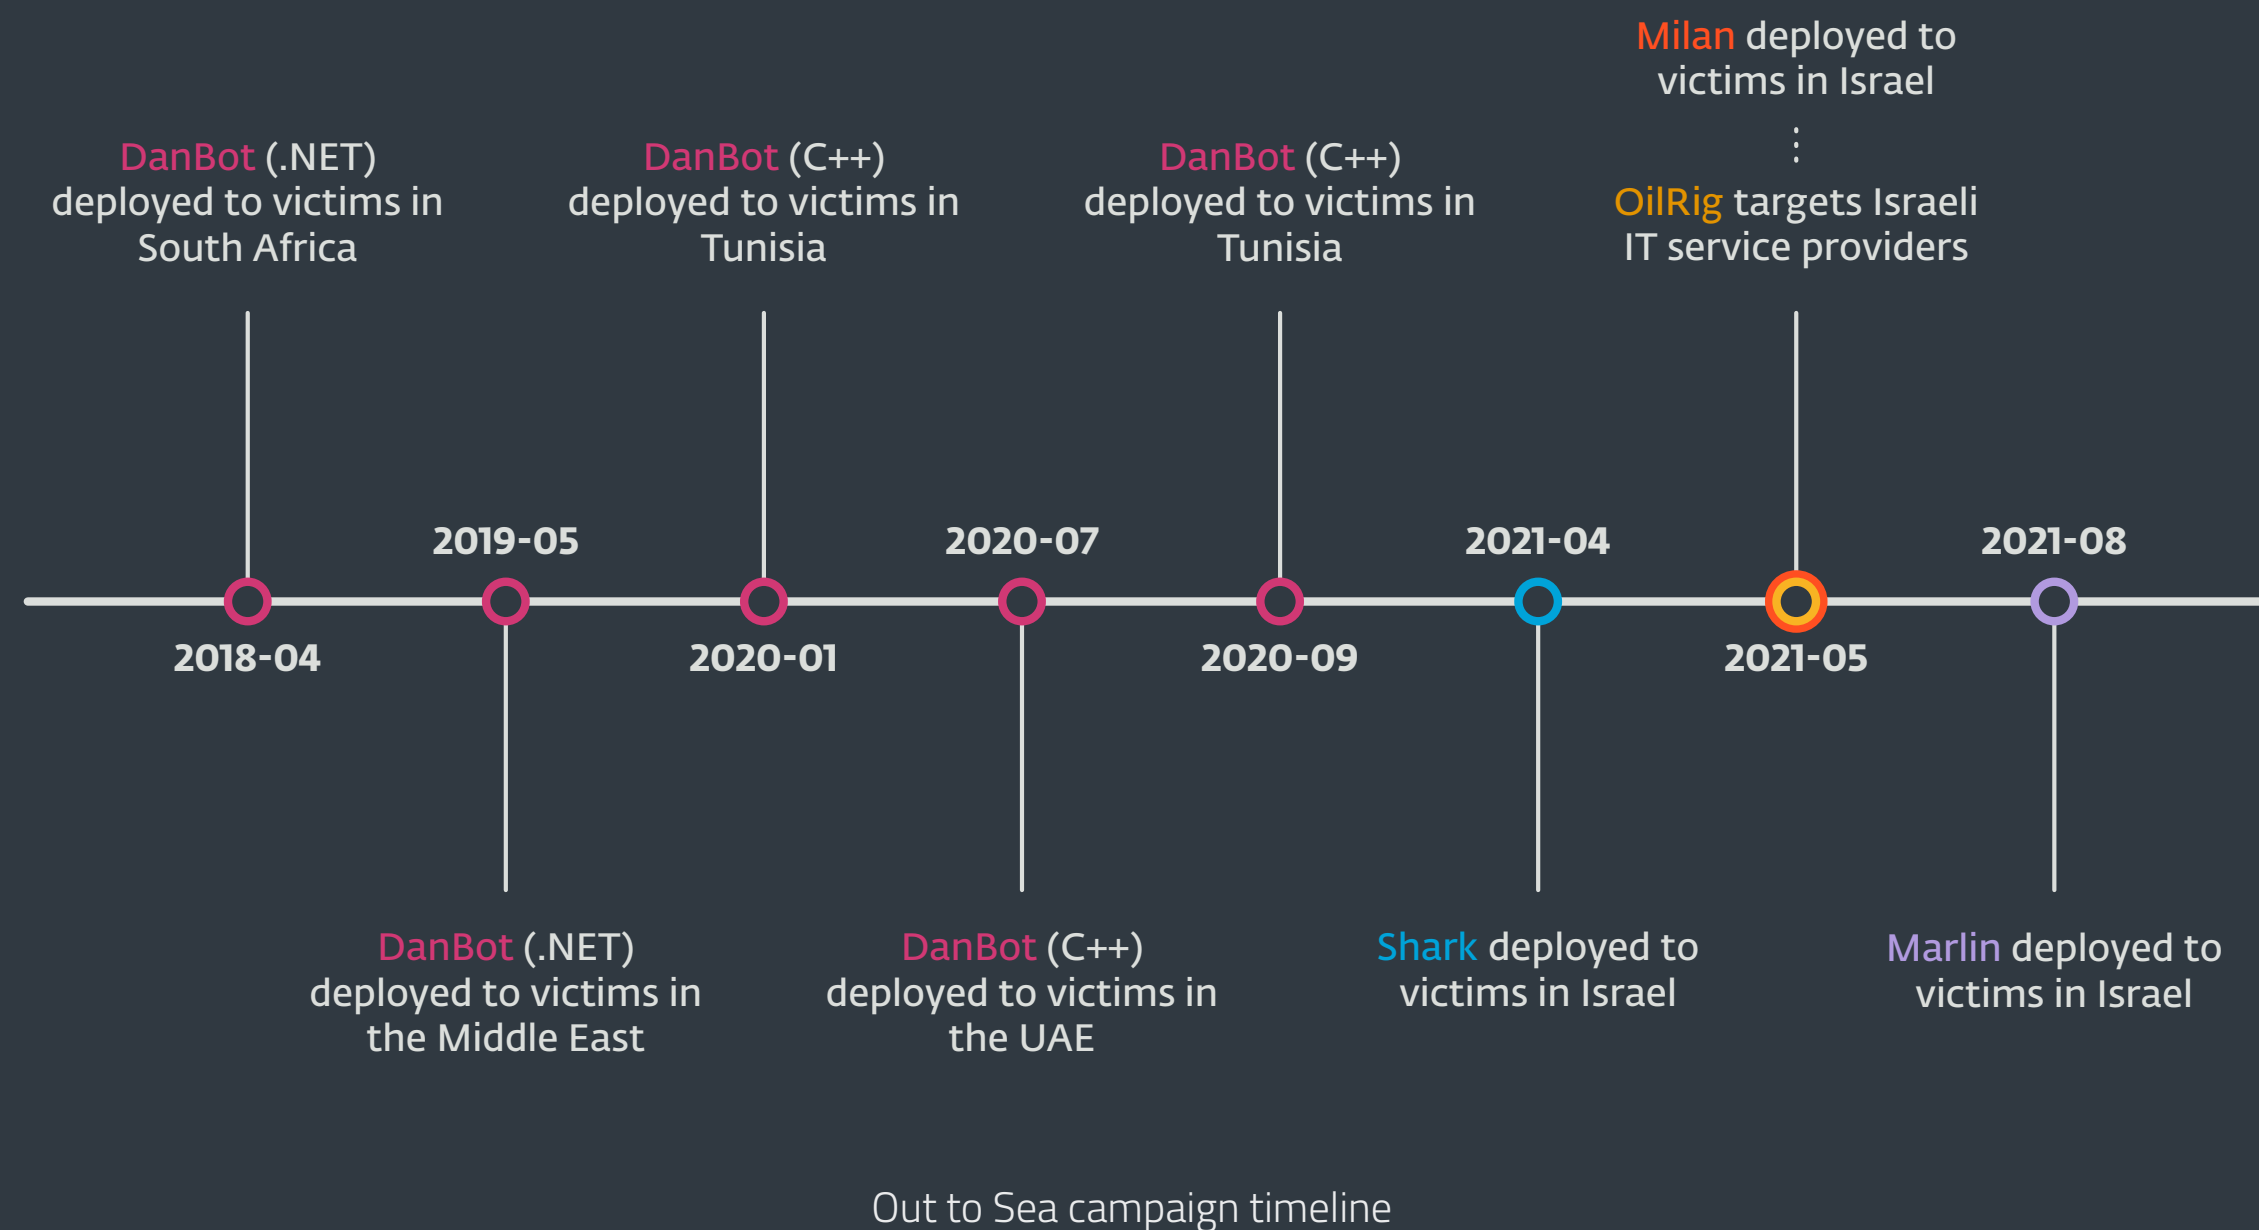 Milan deployed to
victims in Israel
DanBot (.NET)
deployed to victims in
South Africa
DanBot (C++)
deployed to victims in
Tunisia
DanBot (C++)
deployed to victims in
Tunisia
OilRig targets Israeli
IT service providers
2019-05
2020-07
2021-04
2021-08
2018-04
2020-01
2020-09
2021-05
DanBot (.NET)
deployed to victims in
the Middle East
DanBot (C++)
deployed to victims in
the UAE
Shark deployed to
victims in Israel
Marlin deployed to
victims in Israel
Out to Sea campaign timeline